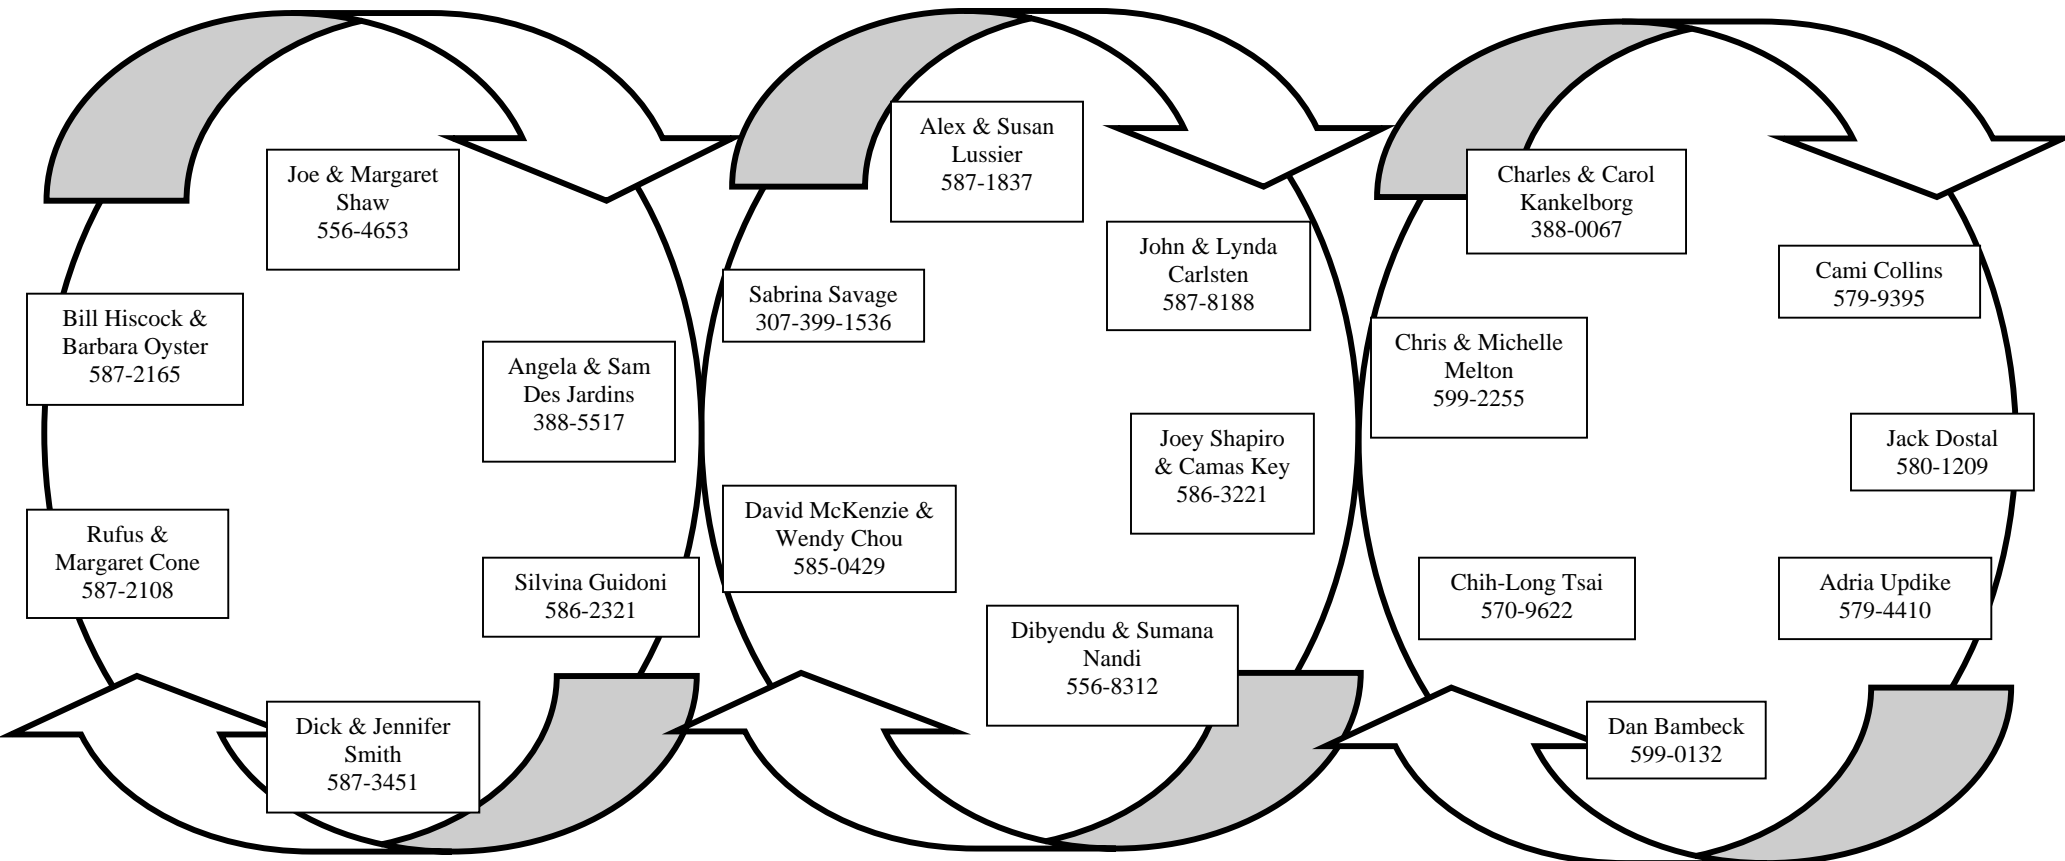 Joe & Margaret
Shaw
556-4653
Bill Hiscock &
Barbara Oyster
587-2165
Angela & Sam
Des Jardins
388-5517
Rufus &
Margaret Cone
587-2108
Silvina Guidoni
586-2321
Dick & Jennifer
Smith
587-3451
Alex & Susan
Lussier
587-1837
John & Lynda
Carlsten
587-8188
Sabrina Savage
307-399-1536
Joey Shapiro
& Camas Key
586-3221
David McKenzie &
Wendy Chou
585-0429
Dibyendu & Sumana
Nandi
556-8312
Charles & Carol
Kankelborg
388-0067
Cami Collins
579-9395
Chris & Michelle
Melton
599-2255
Jack Dostal
580-1209
Chih-Long Tsai
570-9622
Adria Updike
579-4410
Dan Bambeck
599-0132